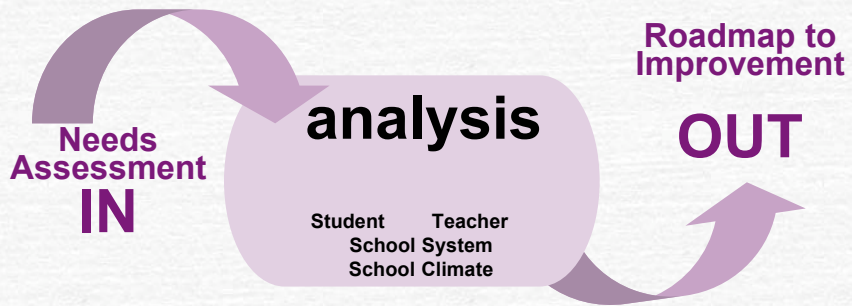 Needs
Assessment
IN
analysis
Student Teacher
School System
School Climate
Roadmap to
Improvement
OUT